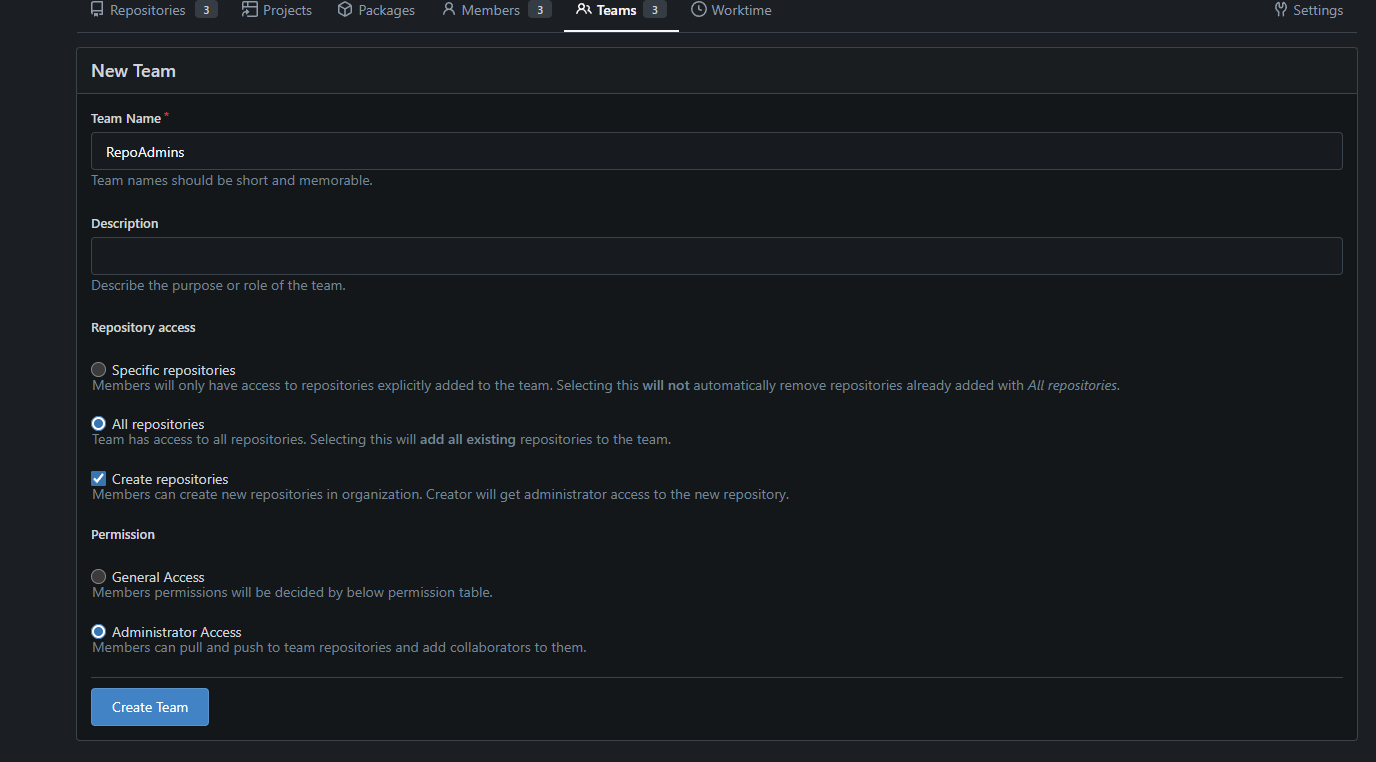 Repositories 3 Projects Packages Members 3 Teams 3 Worktime Settings
New Team
Team Name *
RepoAdmins
Team names should be short and memorable.
Description
Describe the purpose or role of the team.
Repository access
Specific repositories
Members will only have access to repositories explicitly added to the team. Selecting this will not automatically remove repositories already added with All repositories.
All repositories
Team has access to all repositories. Selecting this will add all existing repositories to the team.
Create repositories
Members can create new repositories in organization. Creator will get administrator access to the new repository.
Permission
General Access
Members permissions will be decided by below permission table.
Administrator Access
Members can pull and push to team repositories and add collaborators to them.
Create Team